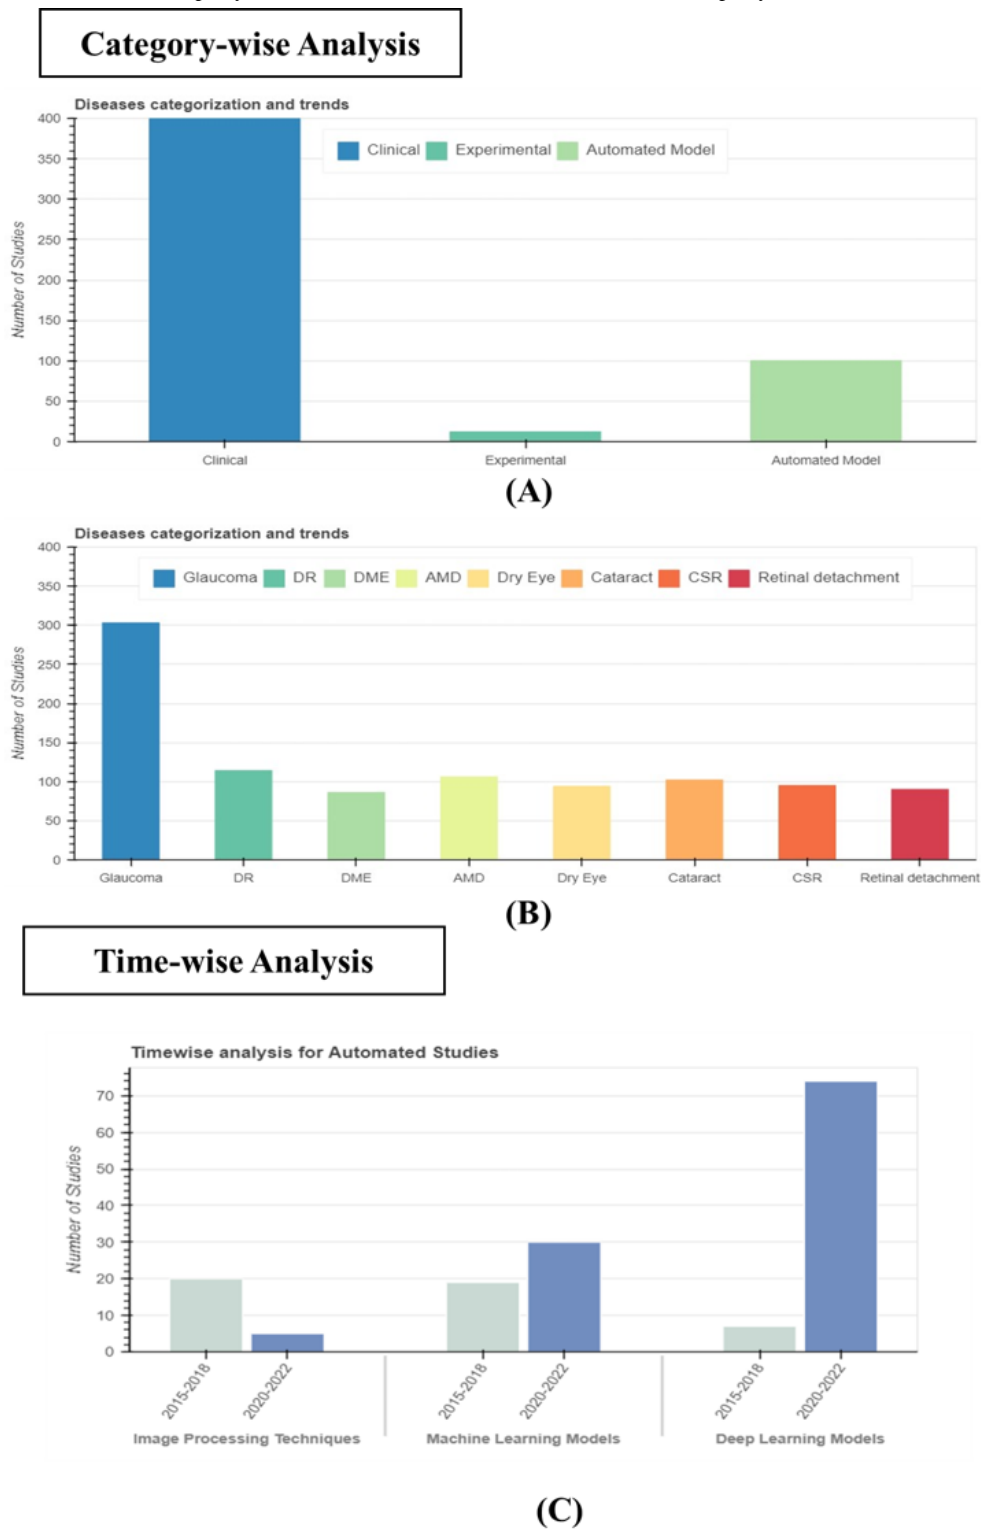 Category-wise Analysis
Diseases categorization and trends
Clinical Experimental Automated Model
400
350
300
250
200
150
100
50
0
Number of Studies
Clinical Experimental Automated Model
(A)
Diseases categorization and trends
Glaucoma DR DME AMD Dry Eye Cataract CSR Retinal detachment
400
350
300
250
200
150
100
50
0
Number of Studies
Glaucoma DR DME AMD Dry Eye Cataract CSR Retinal detachment
(B)
Time-wise Analysis
Timewise analysis for Automated Studies
70
60
50
40
30
20
10
0
Number of Studies
2015-2018 2020-2022 2015-2018 2020-2022 2015-2018 2020-2022
Image Processing Techniques Machine Learning Models Deep Learning Models
(C)